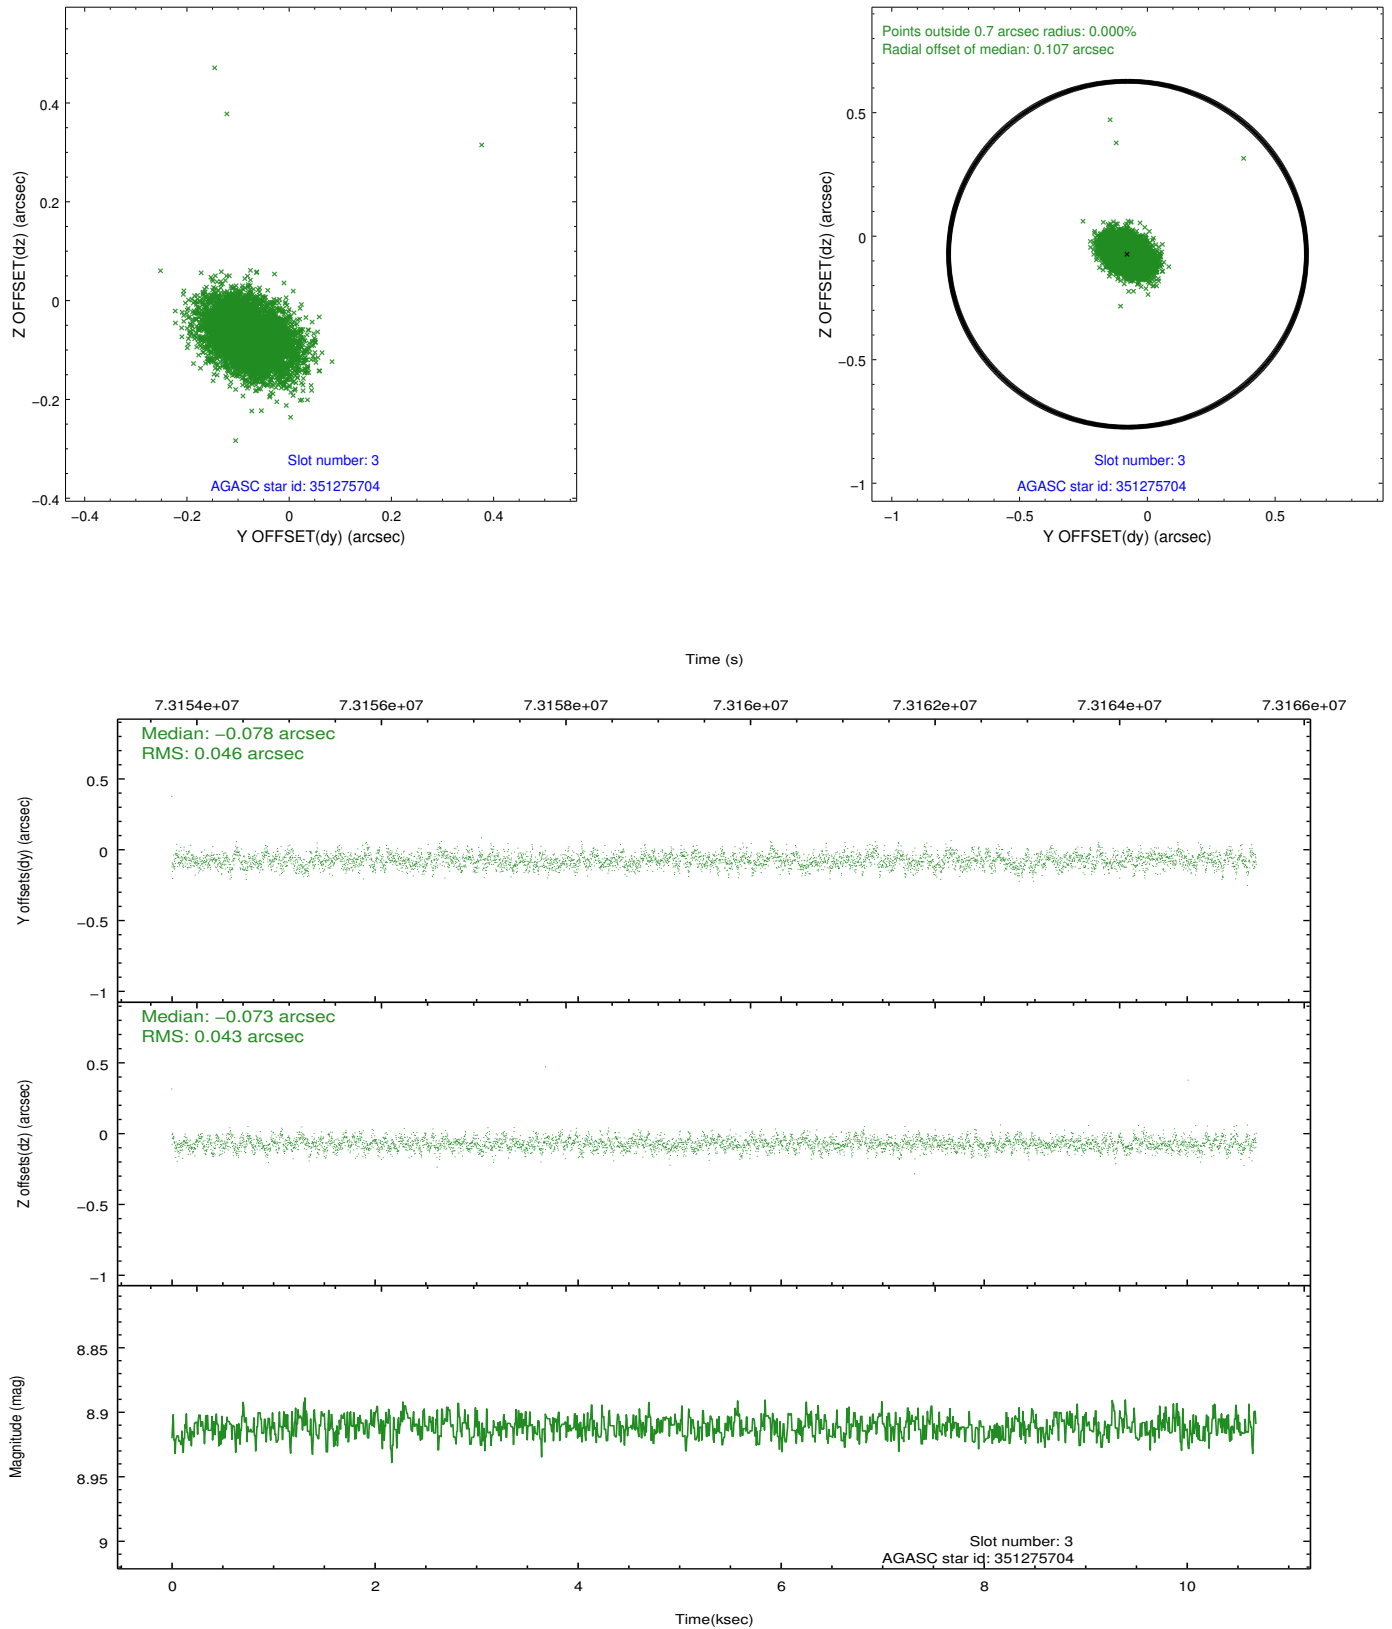 0.4
0.2
0
−0.2
−0.4
Z OFFSET(dz) (arcsec)
Slot number: 3
AGASC star id: 351275704
−0.4
−0.2
0
0.2
0.4
Y OFFSET(dy) (arcsec)
Points outside 0.7 arcsec radius: 0.000%
Radial offset of median: 0.107 arcsec
0.5
0
−0.5
−1
Z OFFSET(dz) (arcsec)
Slot number: 3
AGASC star id: 351275704
−1
−0.5
0
0.5
Y OFFSET(dy) (arcsec)
Time (s)
7.3154e+07
7.3156e+07
7.3158e+07
7.316e+07
7.3162e+07
7.3164e+07
7.3166e+07
Median: −0.078 arcsec
RMS: 0.046 arcsec
0.5
0
−0.5
−1
Y offsets(dy) (arcsec)
Median: −0.073 arcsec
RMS: 0.043 arcsec
0.5
0
−0.5
−1
Z offsets(dz) (arcsec)
8.85
8.9
8.95
9
Magnitude (mag)
Slot number: 3
AGASC star id: 351275704
0
2
4
6
8
10
Time(ksec)